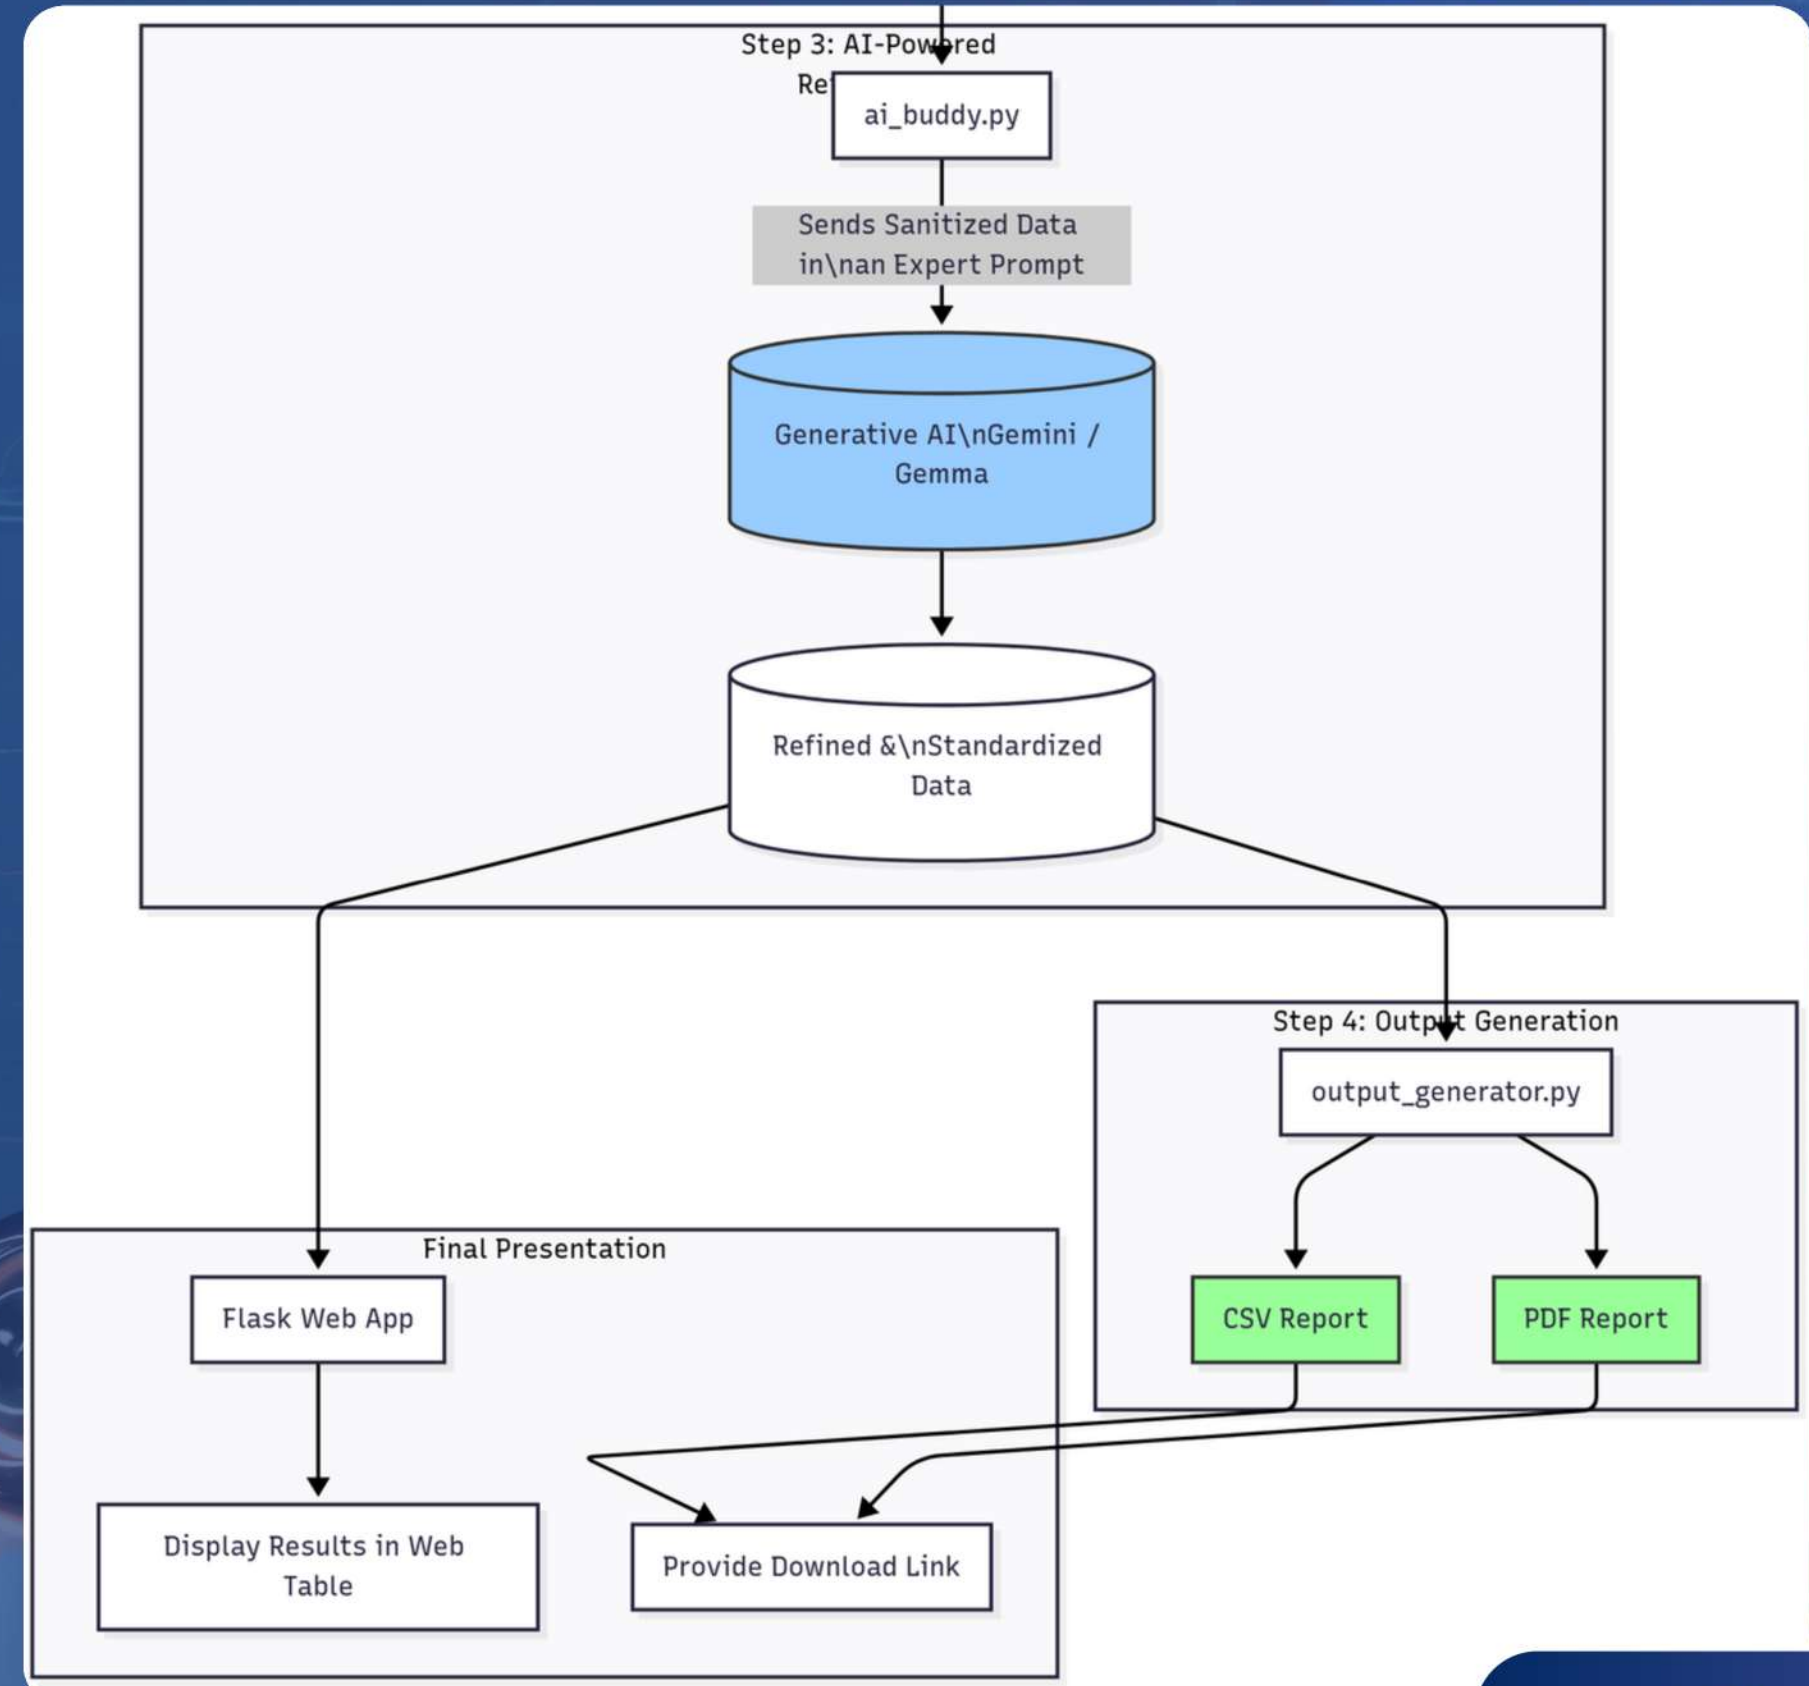 Step 3: AI-Powered
ai_buddy.py
Sends Sanitized Data
in\nan Expert Prompt
Generative AI\nGemini /
Gemma
Refined &\nStandardized
Data
Step 4: Output Generation
output_generator.py
Final Presentation
Flask Web App
CSV Report
PDF Report
Display Results in Web
Table
Provide Download Link